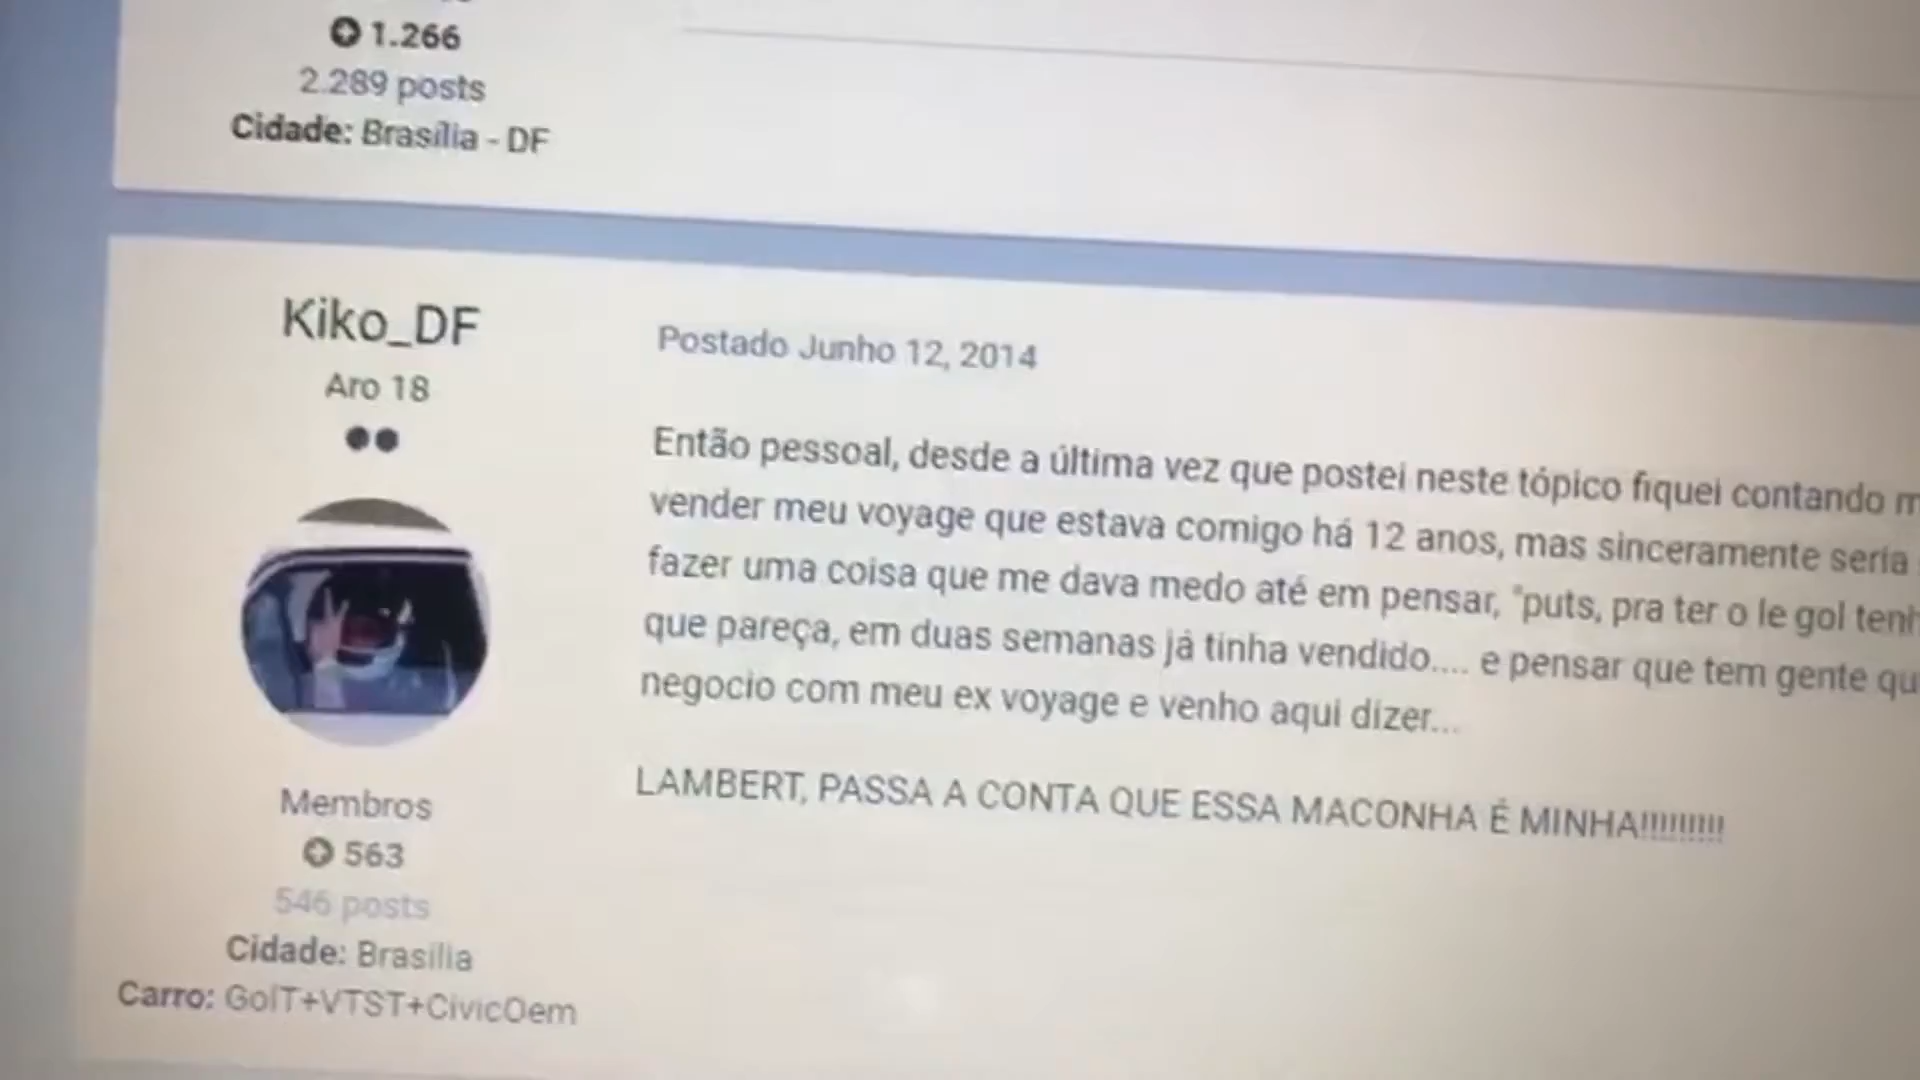 1.266
2.289 posts
Cidade: Brasília - DF
Kiko_DF
Aro 18
Postado Junho 12, 2014
Então pessoal, desde a última vez que postei neste tópico fiquei contando
vender meu voyage que estava comigo há 12 anos, mas sinceramente seria
fazer uma coisa que me dava medo até em pensar, "puts, pra ter o le gol
que pareça, em duas semanas já tinha vendido.... e pensar que tem gente
negocio com meu ex voyage e venho aqui dizer...
LAMBERT, PASSA A CONTA QUE ESSA MACONHA É MINHA!!!!!!!!!!
Membros
563
546 posts
Cidade: Brasilia
Carro: GolT+VTST+CivicOem